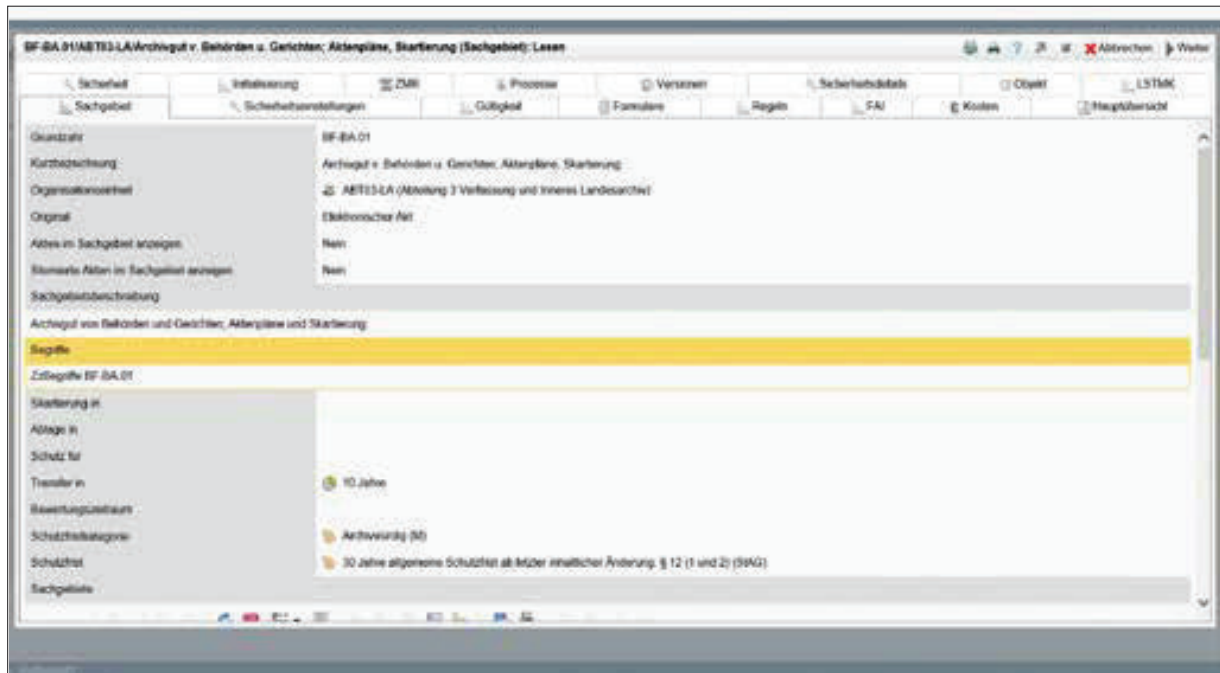 BF-BA.01/ABT03-LA/Archivgut v. Behörden u. Gerichten; Aktenpläne, Skartierung (Sachgebiet): Lesen
Abbrechen Weiter
Sicherheit Initialisierung ZMR Prozesse Versionen Sicherheitsdetails Objekt LSTMK
Sachgebiet Sicherheitseinstellungen Gültigkeit Formulare Regeln FAI Kosten Hauptübersicht
Grundzahl BF-BA.01
Kurzbezeichnung Archivgut v. Behörden u. Gerichten; Aktenpläne, Skartierung
Organisationseinheit ABT03-LA (Abteilung 3 Verfassung und Inneres Landesarchiv)
Original Elektronischer Akt
Akten im Sachgebiet anzeigen Nein
Stornierte Akten im Sachgebiet anzeigen Nein
Sachgebietsbeschreibung
Archivgut von Behörden und Gerichten; Aktenpläne und Skartierung
Begriffe
BF-BA.01
Skartierung in
Ablage in
Schutz für
Transfer in 10 Jahre
Bewertungszeitraum
Schutzfristkategorie Archivwürdig
Schutzfrist 30 Jahre allgemeine Schutzfrist ab letzter inhaltlicher Änderung: § 12 (1 und 2) (StAG)
Sachgebiete